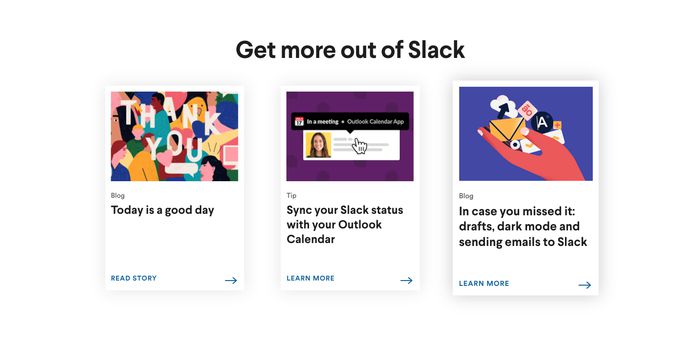 Get more out of Slack
THANK
YOU
Blog
Today is a good day
READ STORY
In a meeting • Outlook Calendar App
Tip
Sync your Slack status
with your Outlook
Calendar
LEARN MORE
A
Blog
In case you missed it:
drafts, dark mode and
sending emails to Slack
LEARN MORE